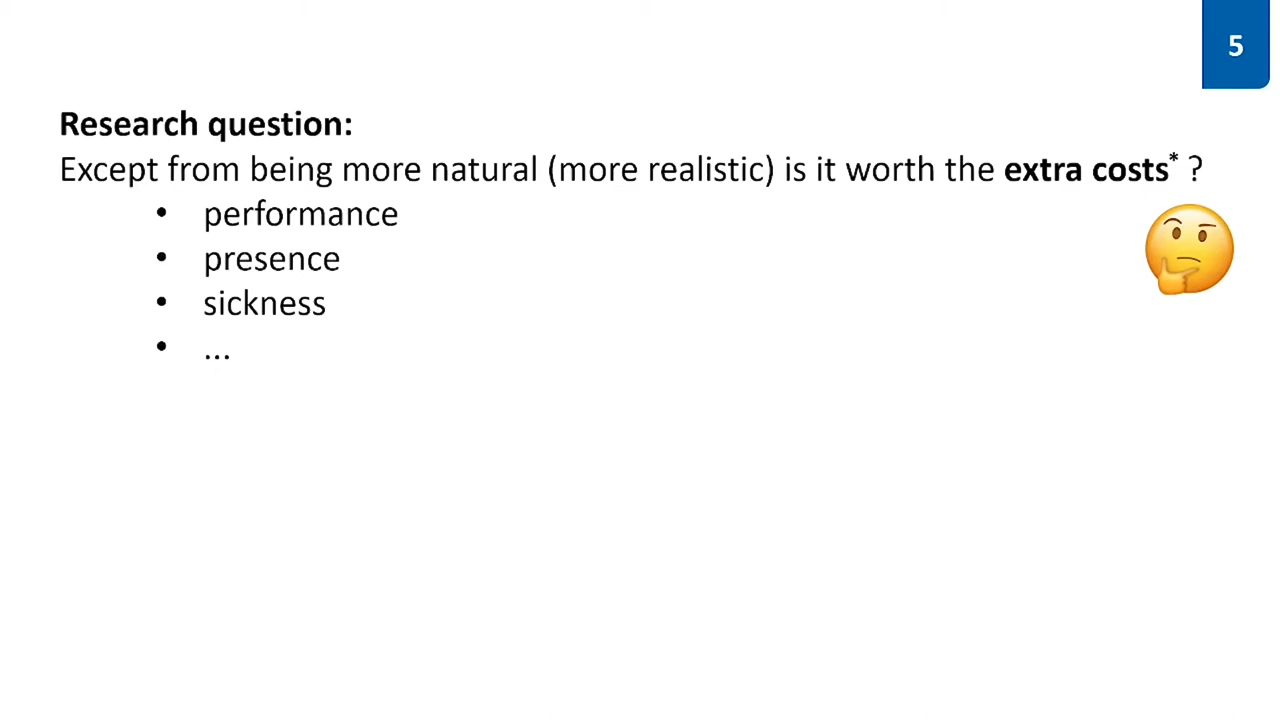 5
Research question:
Except from being more natural (more realistic) is it worth the extra costs* ?
• performance
• presence
• sickness
• ...